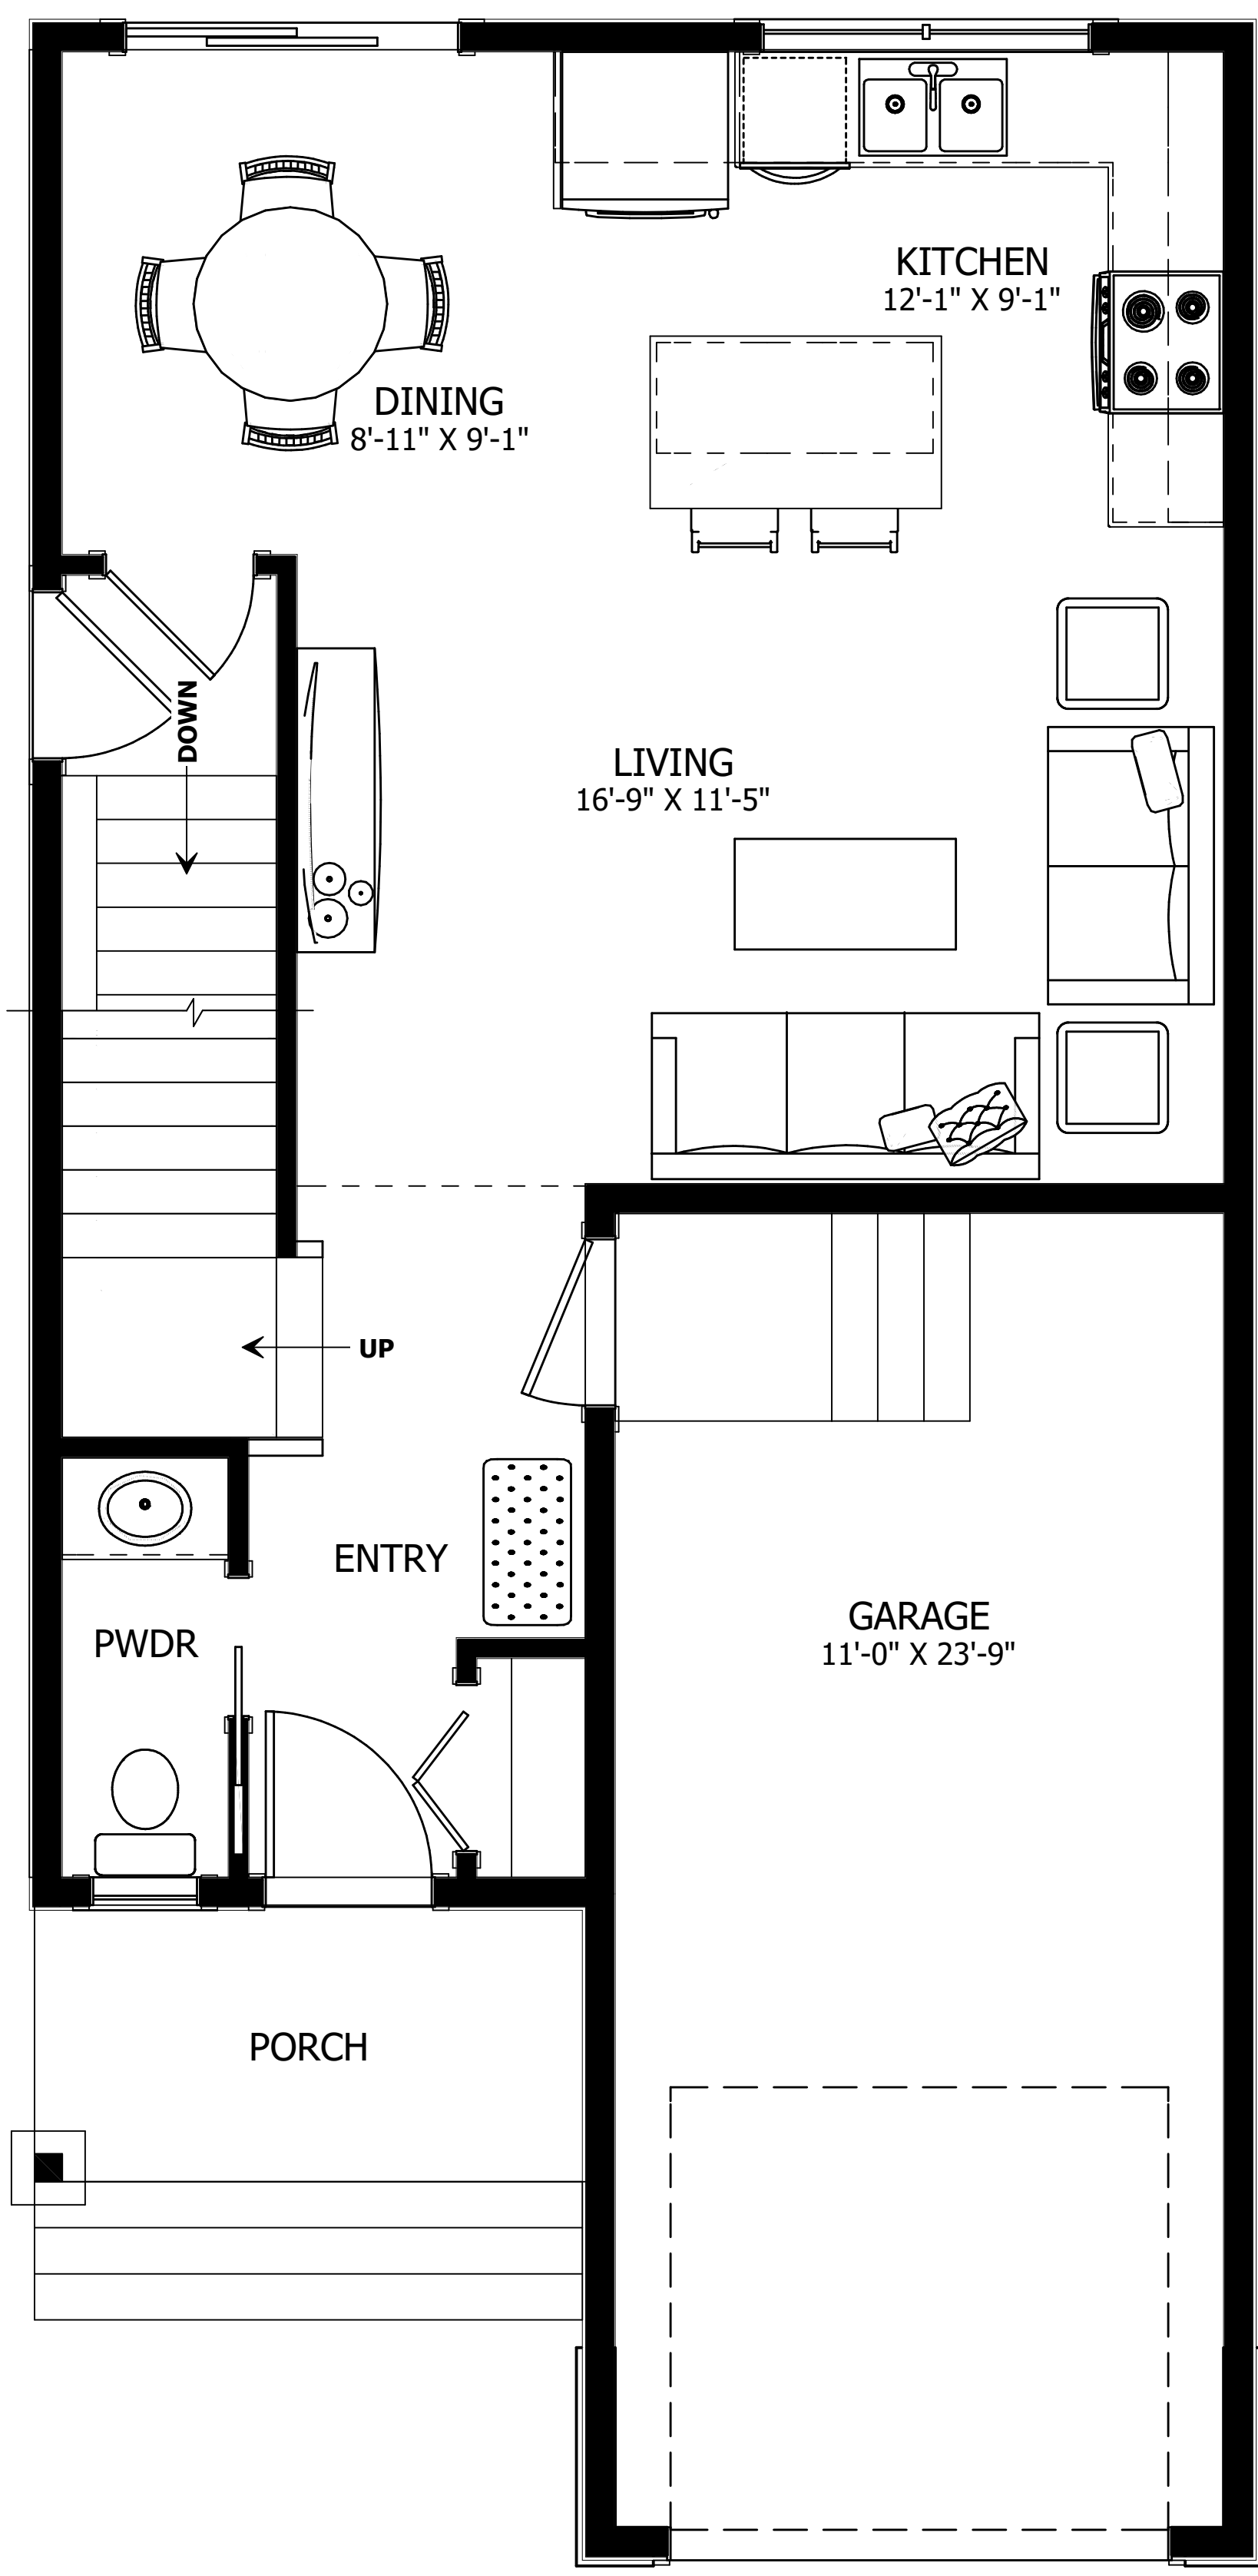 KITCHEN
12'-1" X 9'-1"
DINING
8'-11" X 9'-1"
DOWN
LIVING
16'-9" X 11'-5"
UP
ENTRY
GARAGE
11'-0" X 23'-9"
PWDR
PORCH